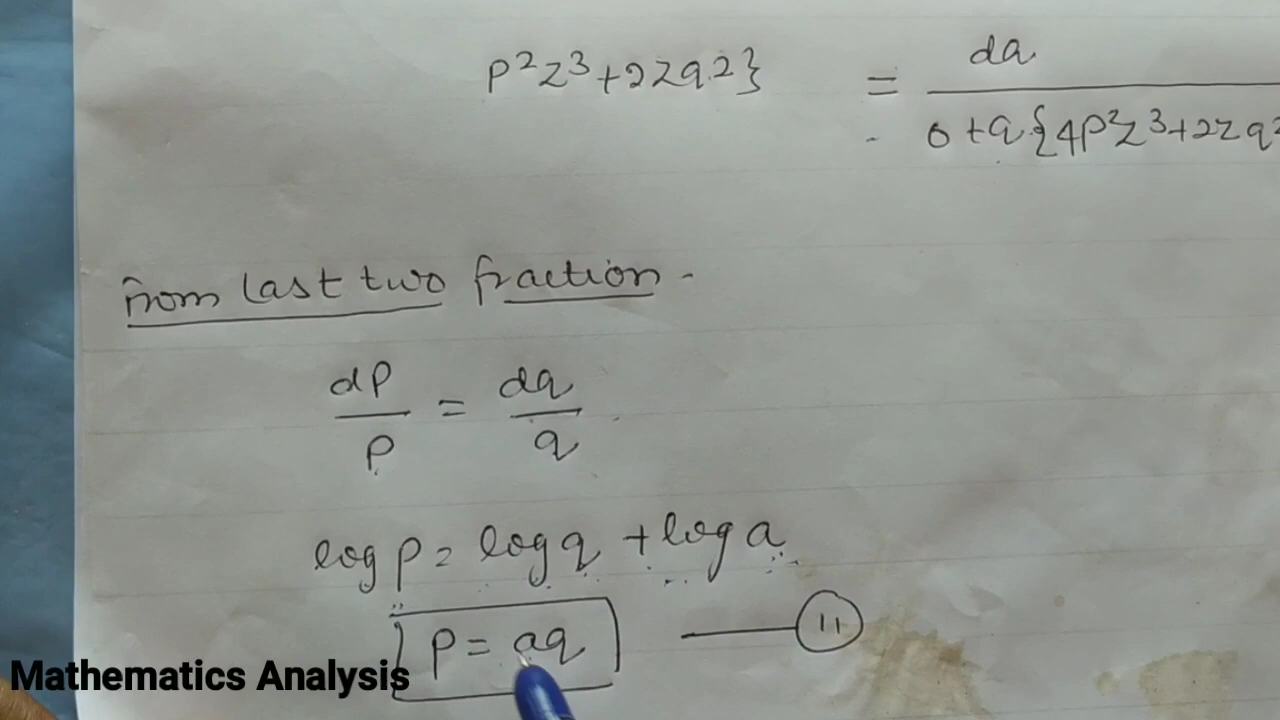 p²z³+2zq2} = dq
0+q{4p²z³+2zq²
from last two fraction -
dp = dq
p q
log p = log q + log a
p = aq —— (11)
Mathematics Analysis